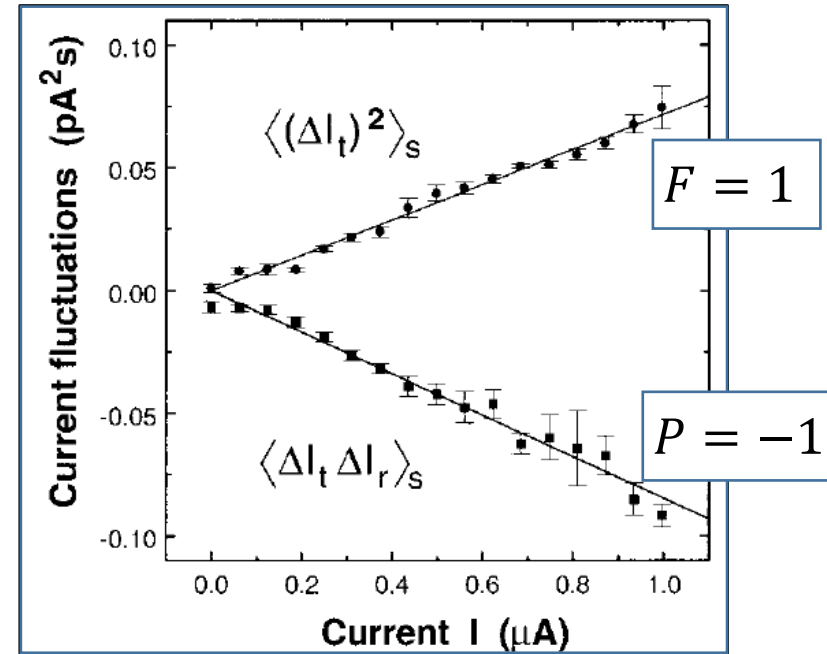 Current fluctuations (pA²s)
0.10
0.05
0.00
-0.05
-0.10
⟨(ΔI_t)²⟩_s
F = 1
⟨ΔI_t ΔI_r⟩_s
P = −1
0.0 0.2 0.4 0.6 0.8 1.0
Current I (μA)